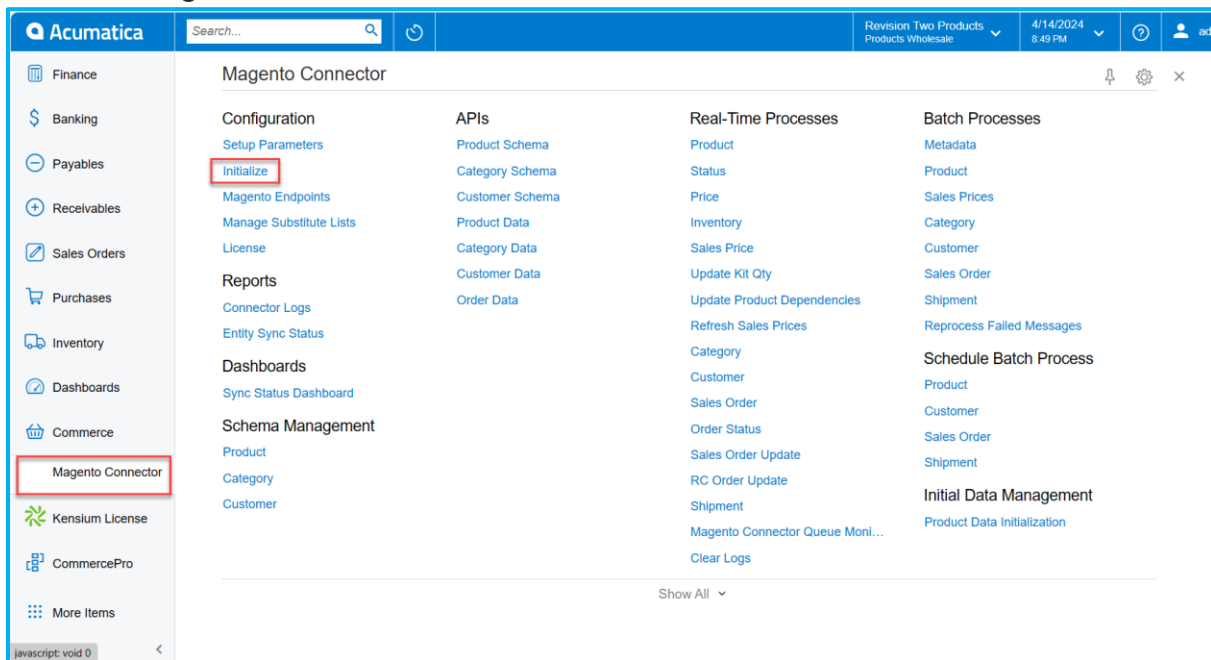 Acumatica
Search...
Revision Two Products
Products Wholesale
4/14/2024
8:49 PM
Finance
Banking
Payables
Receivables
Sales Orders
Purchases
Inventory
Dashboards
Commerce
Magento Connector
Kensium License
CommercePro
More Items
javascript: void 0
Magento Connector
Configuration
Setup Parameters
Initialize
Magento Endpoints
Manage Substitute Lists
License
Reports
Connector Logs
Entity Sync Status
Dashboards
Sync Status Dashboard
Schema Management
Product
Category
Customer
APIs
Product Schema
Category Schema
Customer Schema
Product Data
Category Data
Customer Data
Order Data
Real-Time Processes
Product
Status
Price
Inventory
Sales Price
Update Kit Qty
Update Product Dependencies
Refresh Sales Prices
Category
Customer
Sales Order
Order Status
Sales Order Update
RC Order Update
Shipment
Magento Connector Queue Moni...
Clear Logs
Batch Processes
Metadata
Product
Sales Prices
Category
Customer
Sales Order
Shipment
Reprocess Failed Messages
Schedule Batch Process
Product
Customer
Sales Order
Shipment
Initial Data Management
Product Data Initialization
Show All